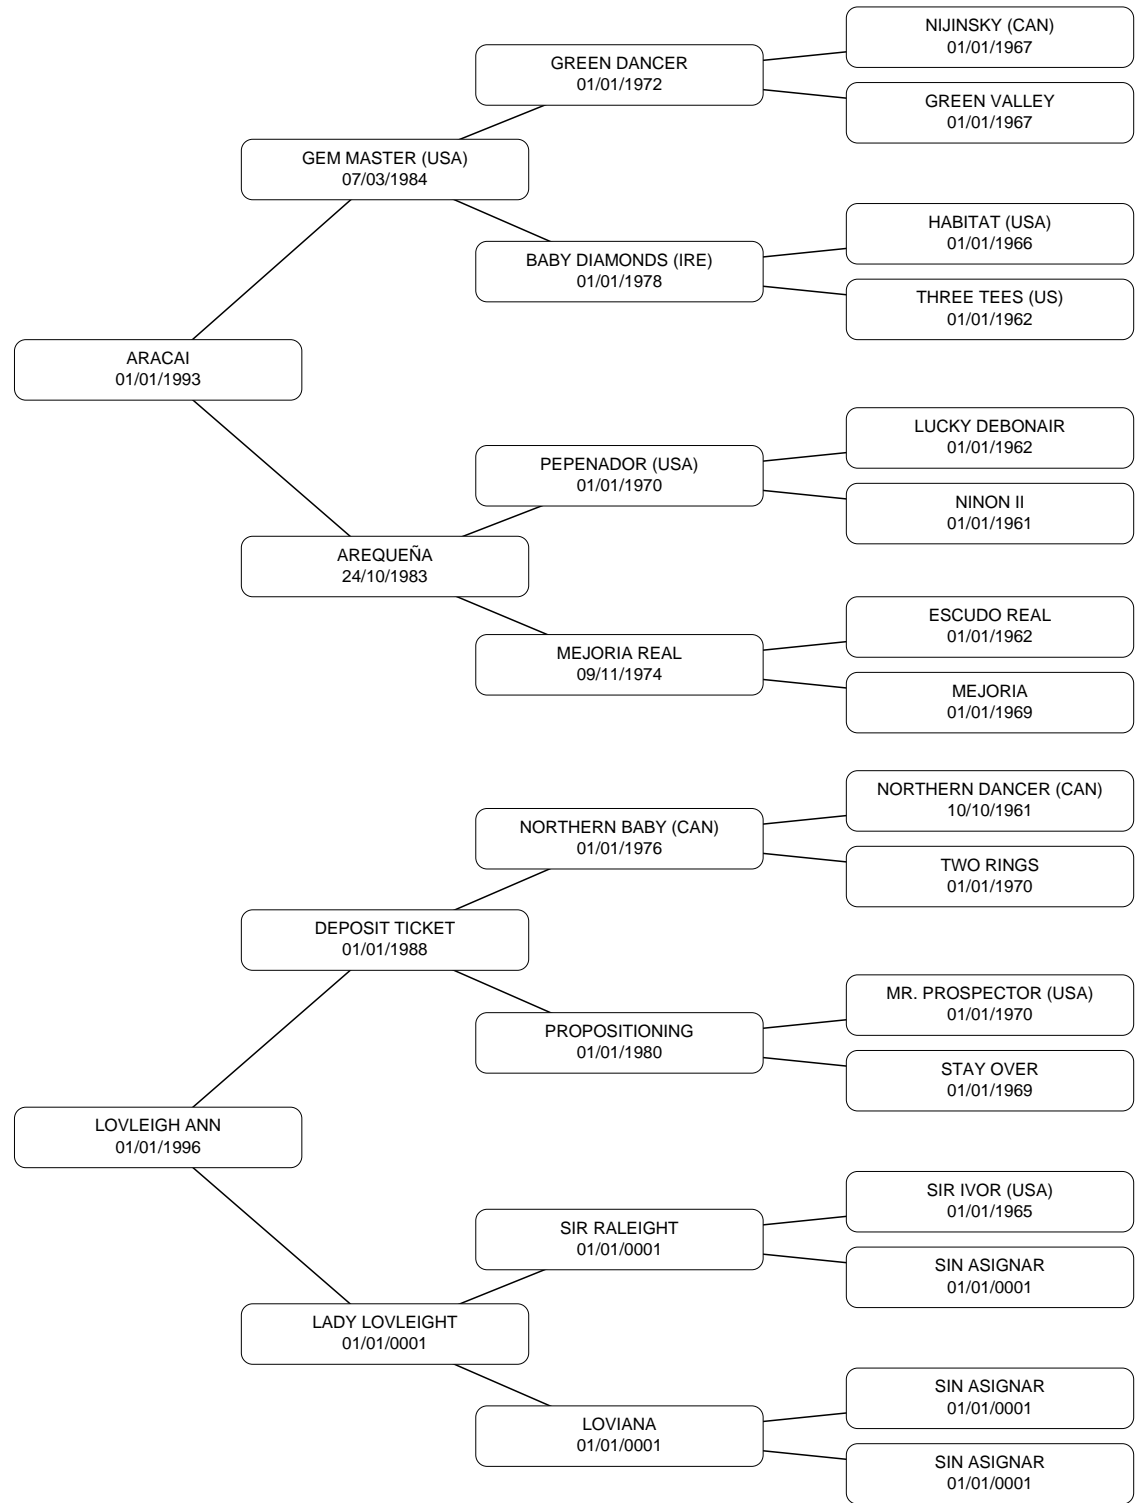 NIJINSKY (CAN)
01/01/1967
GREEN DANCER
01/01/1972
GREEN VALLEY
01/01/1967
GEM MASTER (USA)
07/03/1984
HABITAT (USA)
01/01/1966
BABY DIAMONDS (IRE)
01/01/1978
THREE TEES (US)
01/01/1962
ARACAI
01/01/1993
LUCKY DEBONAIR
01/01/1962
PEPENADOR (USA)
01/01/1970
NINON II
01/01/1961
AREQUEÑA
24/10/1983
ESCUDO REAL
01/01/1962
MEJORIA REAL
09/11/1974
MEJORIA
01/01/1969
NORTHERN DANCER (CAN)
10/10/1961
NORTHERN BABY (CAN)
01/01/1976
TWO RINGS
01/01/1970
DEPOSIT TICKET
01/01/1988
MR. PROSPECTOR (USA)
01/01/1970
PROPOSITIONING
01/01/1980
STAY OVER
01/01/1969
LOVLEIGH ANN
01/01/1996
SIR IVOR (USA)
01/01/1965
SIR RALEIGHT
01/01/0001
SIN ASIGNAR
01/01/0001
LADY LOVLEIGHT
01/01/0001
SIN ASIGNAR
01/01/0001
LOVIANA
01/01/0001
SIN ASIGNAR
01/01/0001